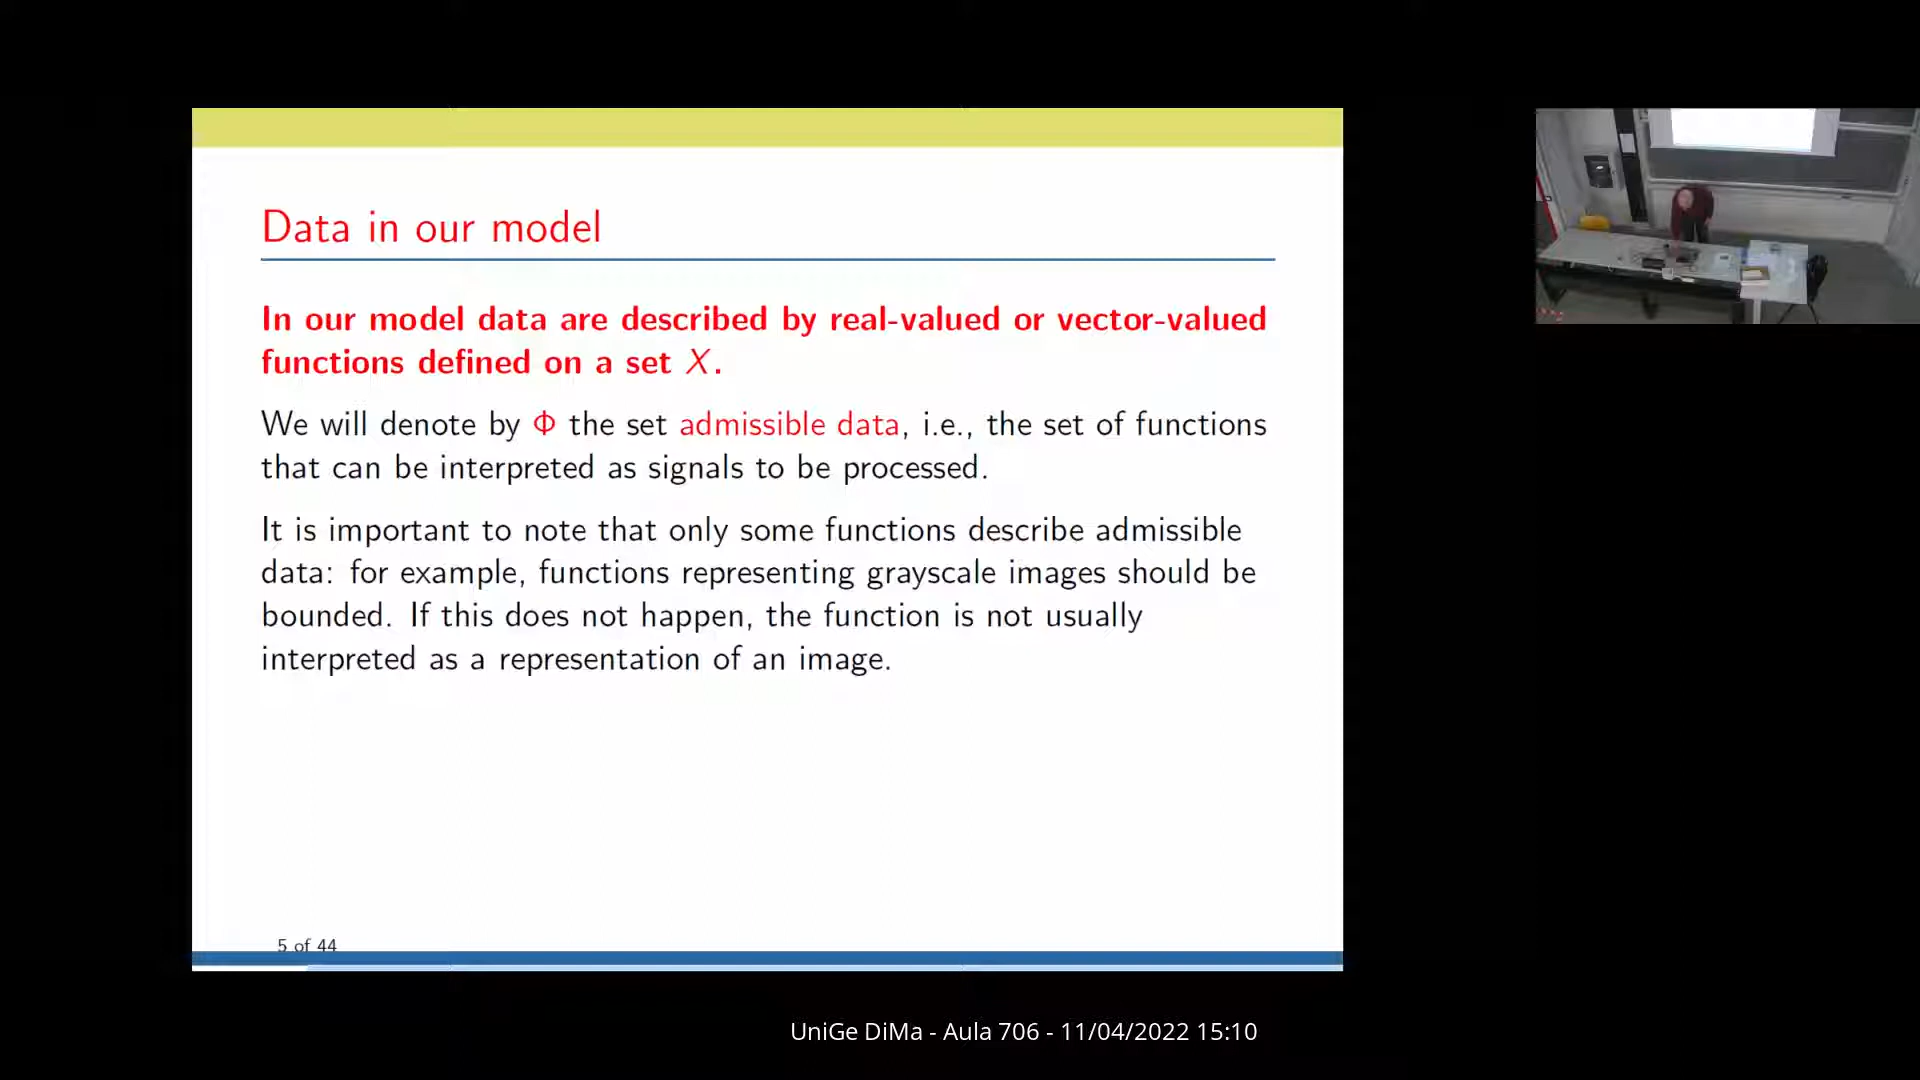 Data in our model
In our model data are described by real-valued or vector-valued
functions defined on a set X.
We will denote by Φ the set admissible data, i.e., the set of functions
that can be interpreted as signals to be processed.
It is important to note that only some functions describe admissible
data: for example, functions representing grayscale images should be
bounded. If this does not happen, the function is not usually
interpreted as a representation of an image.
5 of 44
UniGe DiMa - Aula 706 - 11/04/2022 15:10